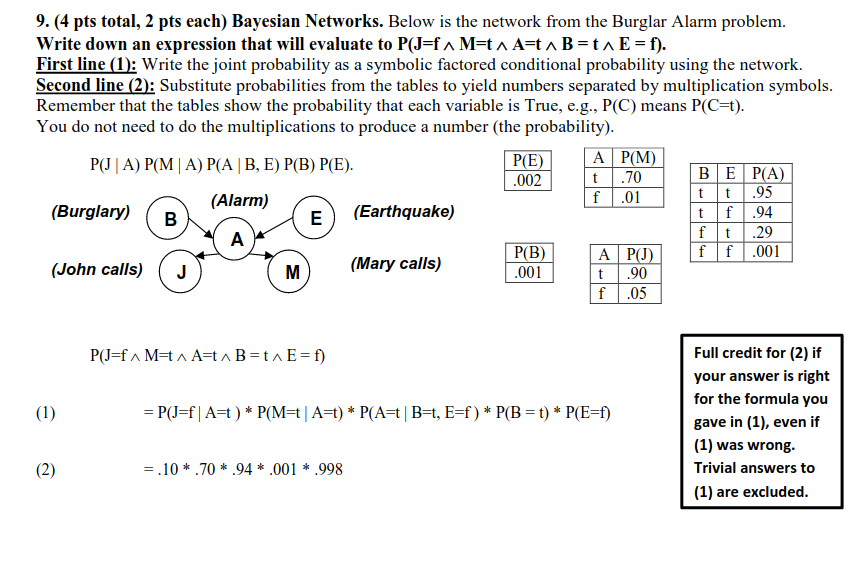 9. (4 pts total, 2 pts each) Bayesian Networks. Below is the network from the Burglar Alarm problem.
Write down an expression that will evaluate to P(J=f ∧ M=t ∧ A=t ∧ B = t ∧ E = f).
First line (1): Write the joint probability as a symbolic factored conditional probability using the network.
Second line (2): Substitute probabilities from the tables to yield numbers separated by multiplication symbols.
Remember that the tables show the probability that each variable is True, e.g., P(C) means P(C=t).
You do not need to do the multiplications to produce a number (the probability).
P(J | A) P(M | A) P(A | B, E) P(B) P(E).
(Burglary)
B
(Alarm)
A
E
(Earthquake)
(John calls)
J
M
(Mary calls)
P(E)
.002
A P(M)
t .70
f .01
B E P(A)
t t .95
t f .94
f t .29
f f .001
P(B)
.001
A P(J)
t .90
f .05
P(J=f ∧ M=t ∧ A=t ∧ B = t ∧ E = f)
(1) = P(J=f | A=t ) * P(M=t | A=t) * P(A=t | B=t, E=f ) * P(B = t) * P(E=f)
(2) = .10 * .70 * .94 * .001 * .998
Full credit for (2) if
your answer is right
for the formula you
gave in (1), even if
(1) was wrong.
Trivial answers to
(1) are excluded.